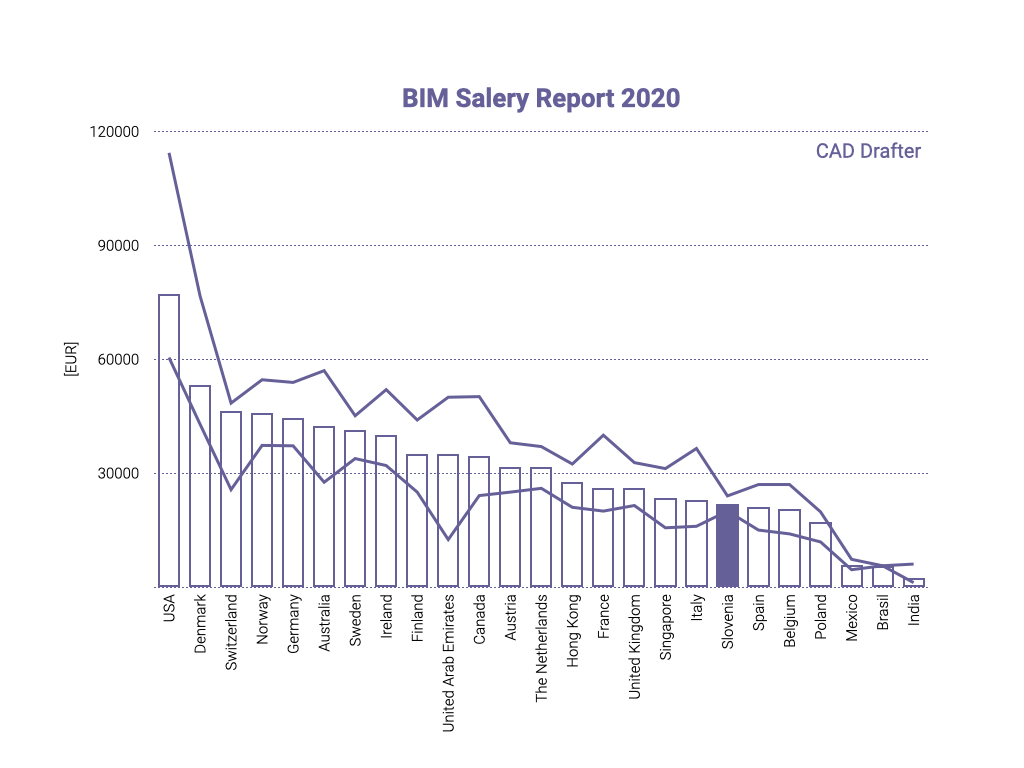 BIM Salery Report 2020
CAD Drafter
120000
90000
60000
30000
[EUR]
USA
Denmark
Switzerland
Norway
Germany
Australia
Sweden
Ireland
Finland
United Arab Emirates
Canada
Austria
The Netherlands
Hong Kong
France
United Kingdom
Singapore
Italy
Slovenia
Spain
Belgium
Poland
Mexico
Brasil
India